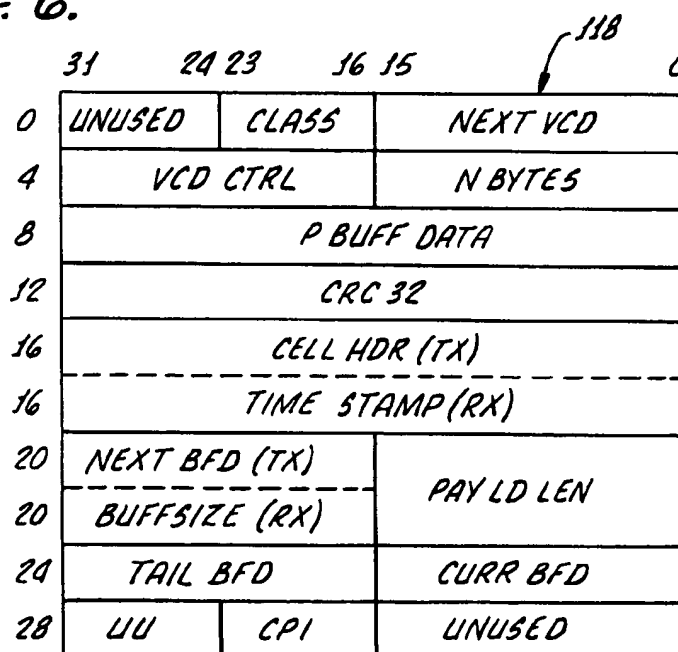 6.
118
31 24 23 16 15
0 UNUSED CLASS NEXT VCD
4 VCD CTRL N BYTES
8 P BUFF DATA
12 CRC 32
16 CELL HDR (TX)
16 TIME STAMP (RX)
20 NEXT BFD (TX)
PAY LD LEN
20 BUFFSIZE (RX)
24 TAIL BFD CURR BFD
28 UU CPI UNUSED